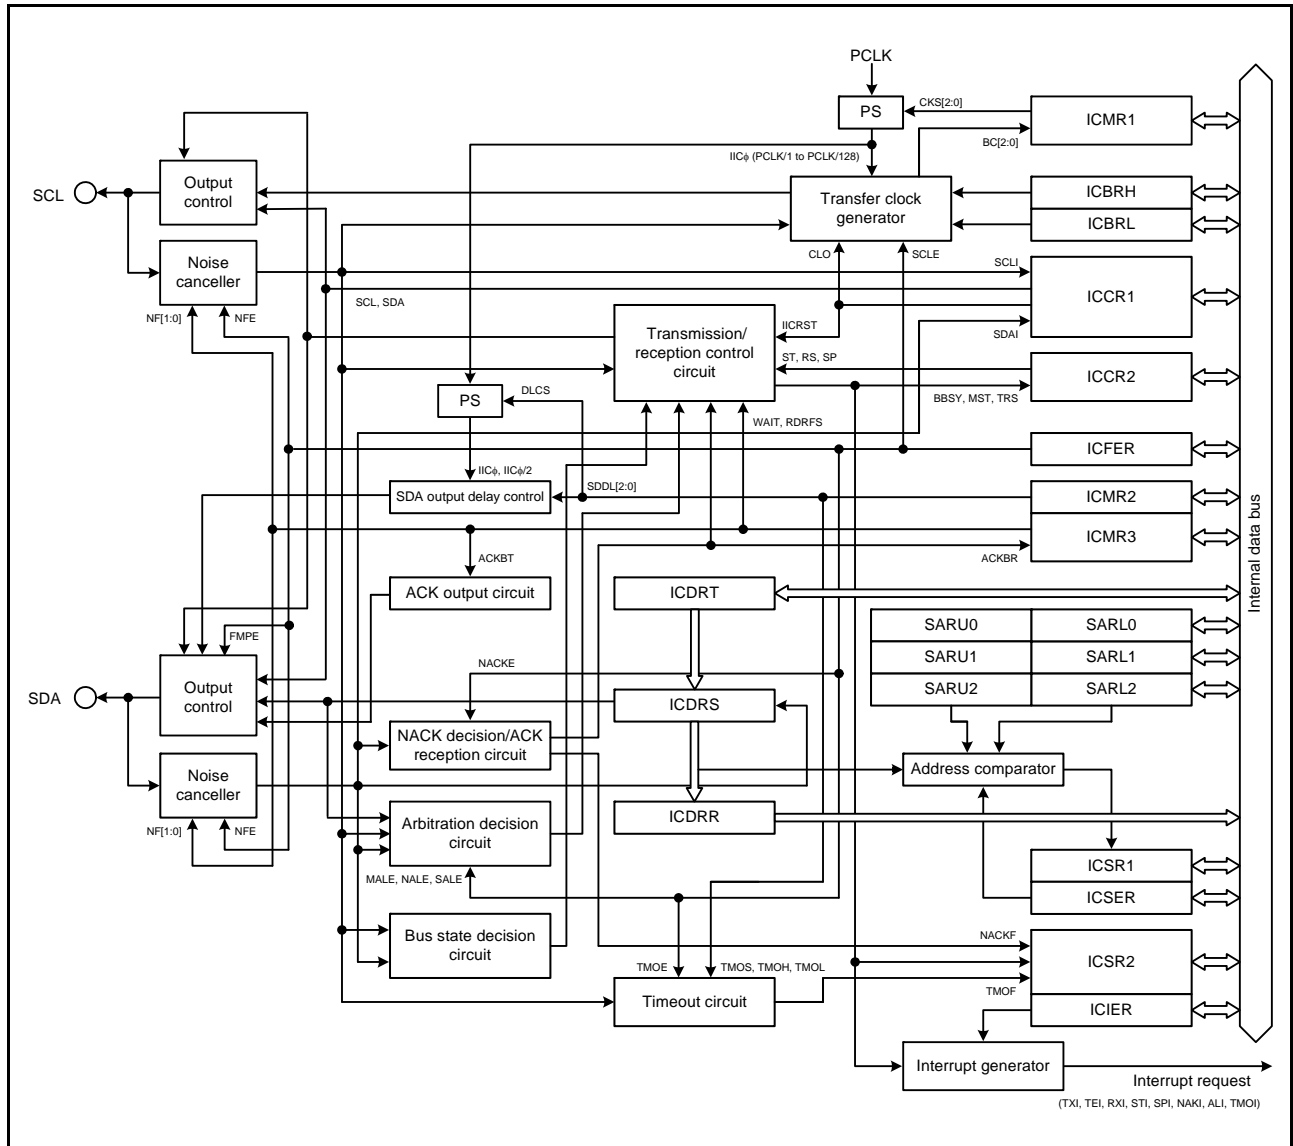 PCLK
PS
CKS[2:0]
ICMR1
BC[2:0]
IICφ (PCLK/1 to PCLK/128)
SCL
Output
control
Transfer clock
generator
ICBRH
ICBRL
Noise
canceller
CLO
SCLE
SCLI
ICCR1
SCL, SDA
NF[1:0]
NFE
Transmission/
reception control
circuit
IICRST
SDAI
ST, RS, SP
ICCR2
BBSY, MST, TRS
PS
DLCS
WAIT, RDRFS
ICFER
IICφ, IICφ/2
SDA output delay control
SDDL[2:0]
ICMR2
ICMR3
ACKBT
ACKBR
Internal data bus
ACK output circuit
ICDRT
SARU0
SARL0
FMPE
SARU1
SARL1
NACKE
SARU2
SARL2
SDA
Output
control
ICDRS
NACK decision/ACK
reception circuit
Address comparator
Noise
canceller
NF[1:0]
NFE
Arbitration decision
circuit
ICDRR
MALE, NALE, SALE
ICSR1
ICSER
Bus state decision
circuit
NACKF
ICSR2
TMOE
TMOS, TMOH, TMOL
TMOF
Timeout circuit
ICIER
Interrupt generator
Interrupt request
(TXI, TEI, RXI, STI, SPI, NAKI, ALI, TMOI)